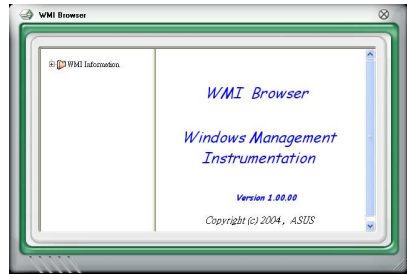 WMI Browser
WMI Information
WMI Browser
Windows Management
Instrumentation
Version 1.00.00
Copyright (c) 2004, ASUS